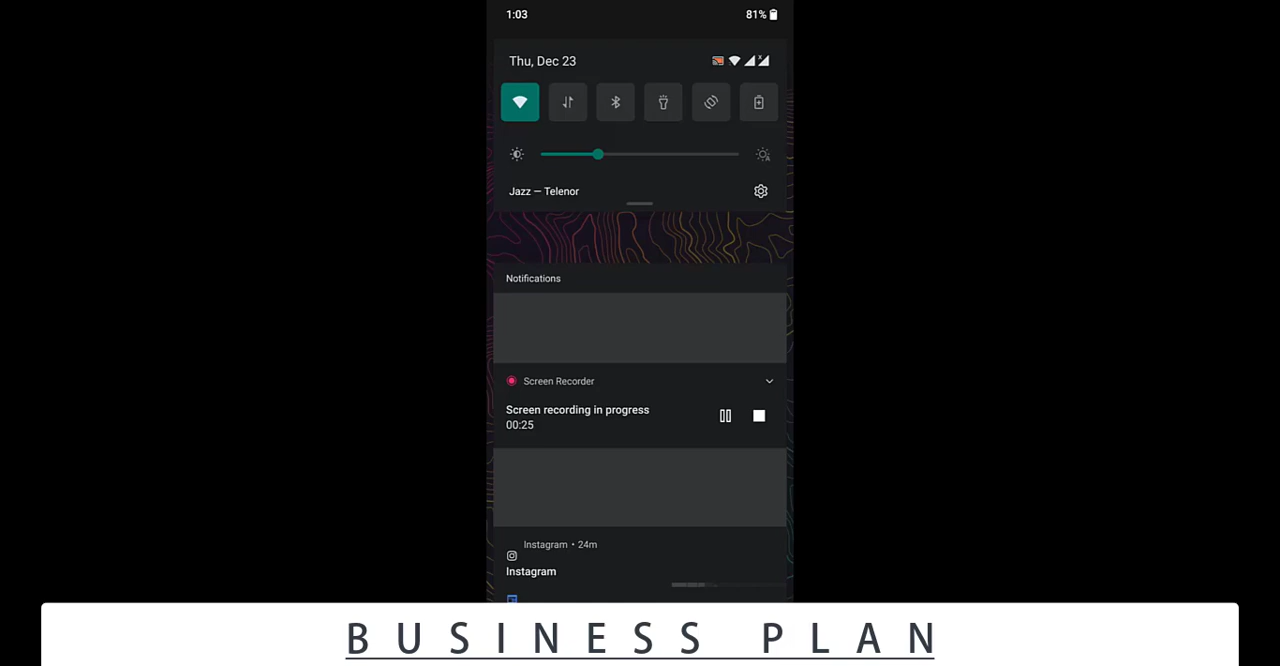 1:03 81%
Thu, Dec 23
Jazz — Telenor
Notifications
Screen Recorder
Screen recording in progress
00:25
Instagram • 24m
Instagram
BUSINESS PLAN